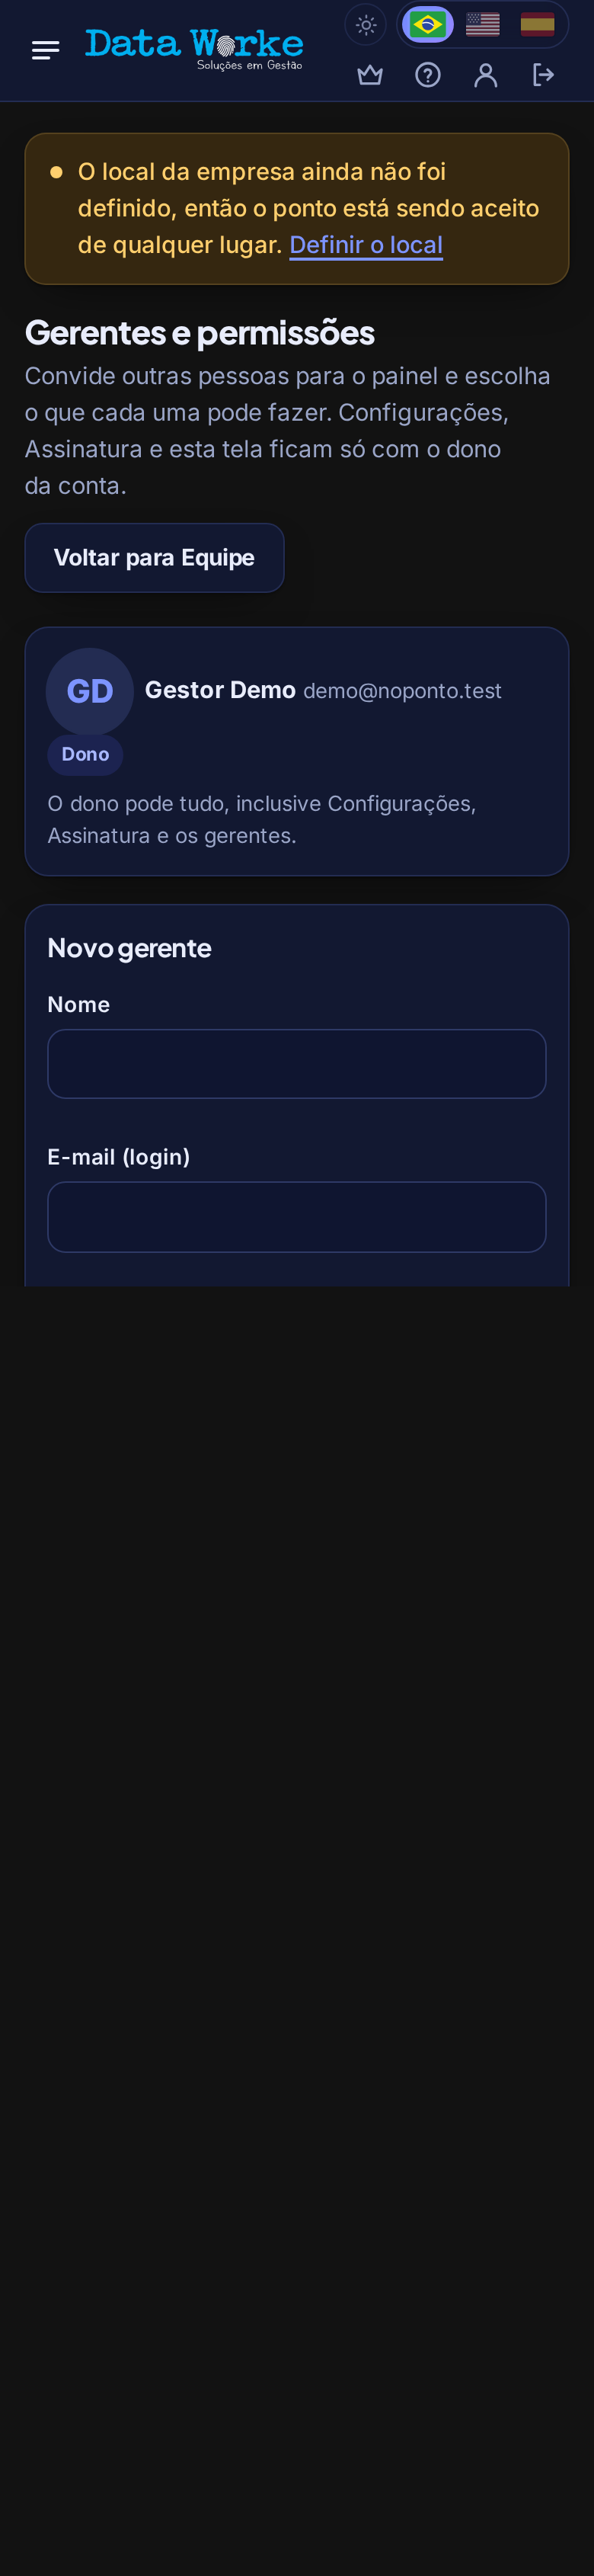 Data Worke
Soluções em Gestão
O local da empresa ainda não foi
definido, então o ponto está sendo aceito
de qualquer lugar. Definir o local
Gerentes e permissões
Convide outras pessoas para o painel e escolha
o que cada uma pode fazer. Configurações,
Assinatura e esta tela ficam só com o dono
da conta.
Voltar para Equipe
GD Gestor Demo demo@noponto.test
Dono
O dono pode tudo, inclusive Configurações,
Assinatura e os gerentes.
Novo gerente
Nome
E-mail (login)